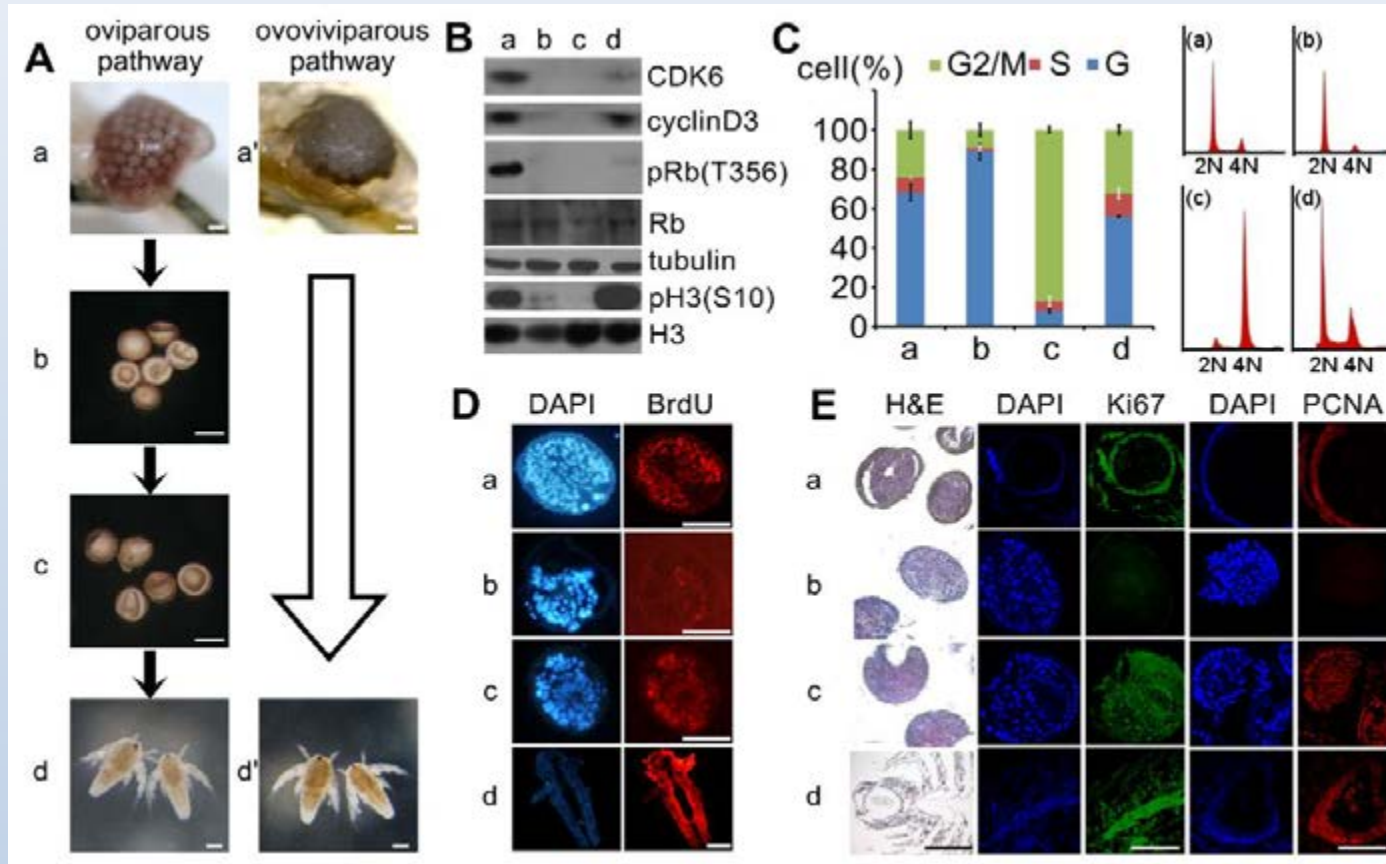 A
oviparous
pathway
ovoviviparous
pathway
a
a'
b
c
d
d'
B
a b c d
CDK6
cyclinD3
pRb(T356)
Rb
tubulin
pH3(S10)
H3
C
cell(%) G2/M S G
100
80
60
40
20
0
a b c d
(a)
2N 4N
(b)
2N 4N
(c)
2N 4N
(d)
2N 4N
D
DAPI BrdU
a
b
c
d
E
H&E DAPI Ki67 DAPI PCNA
a
b
c
d